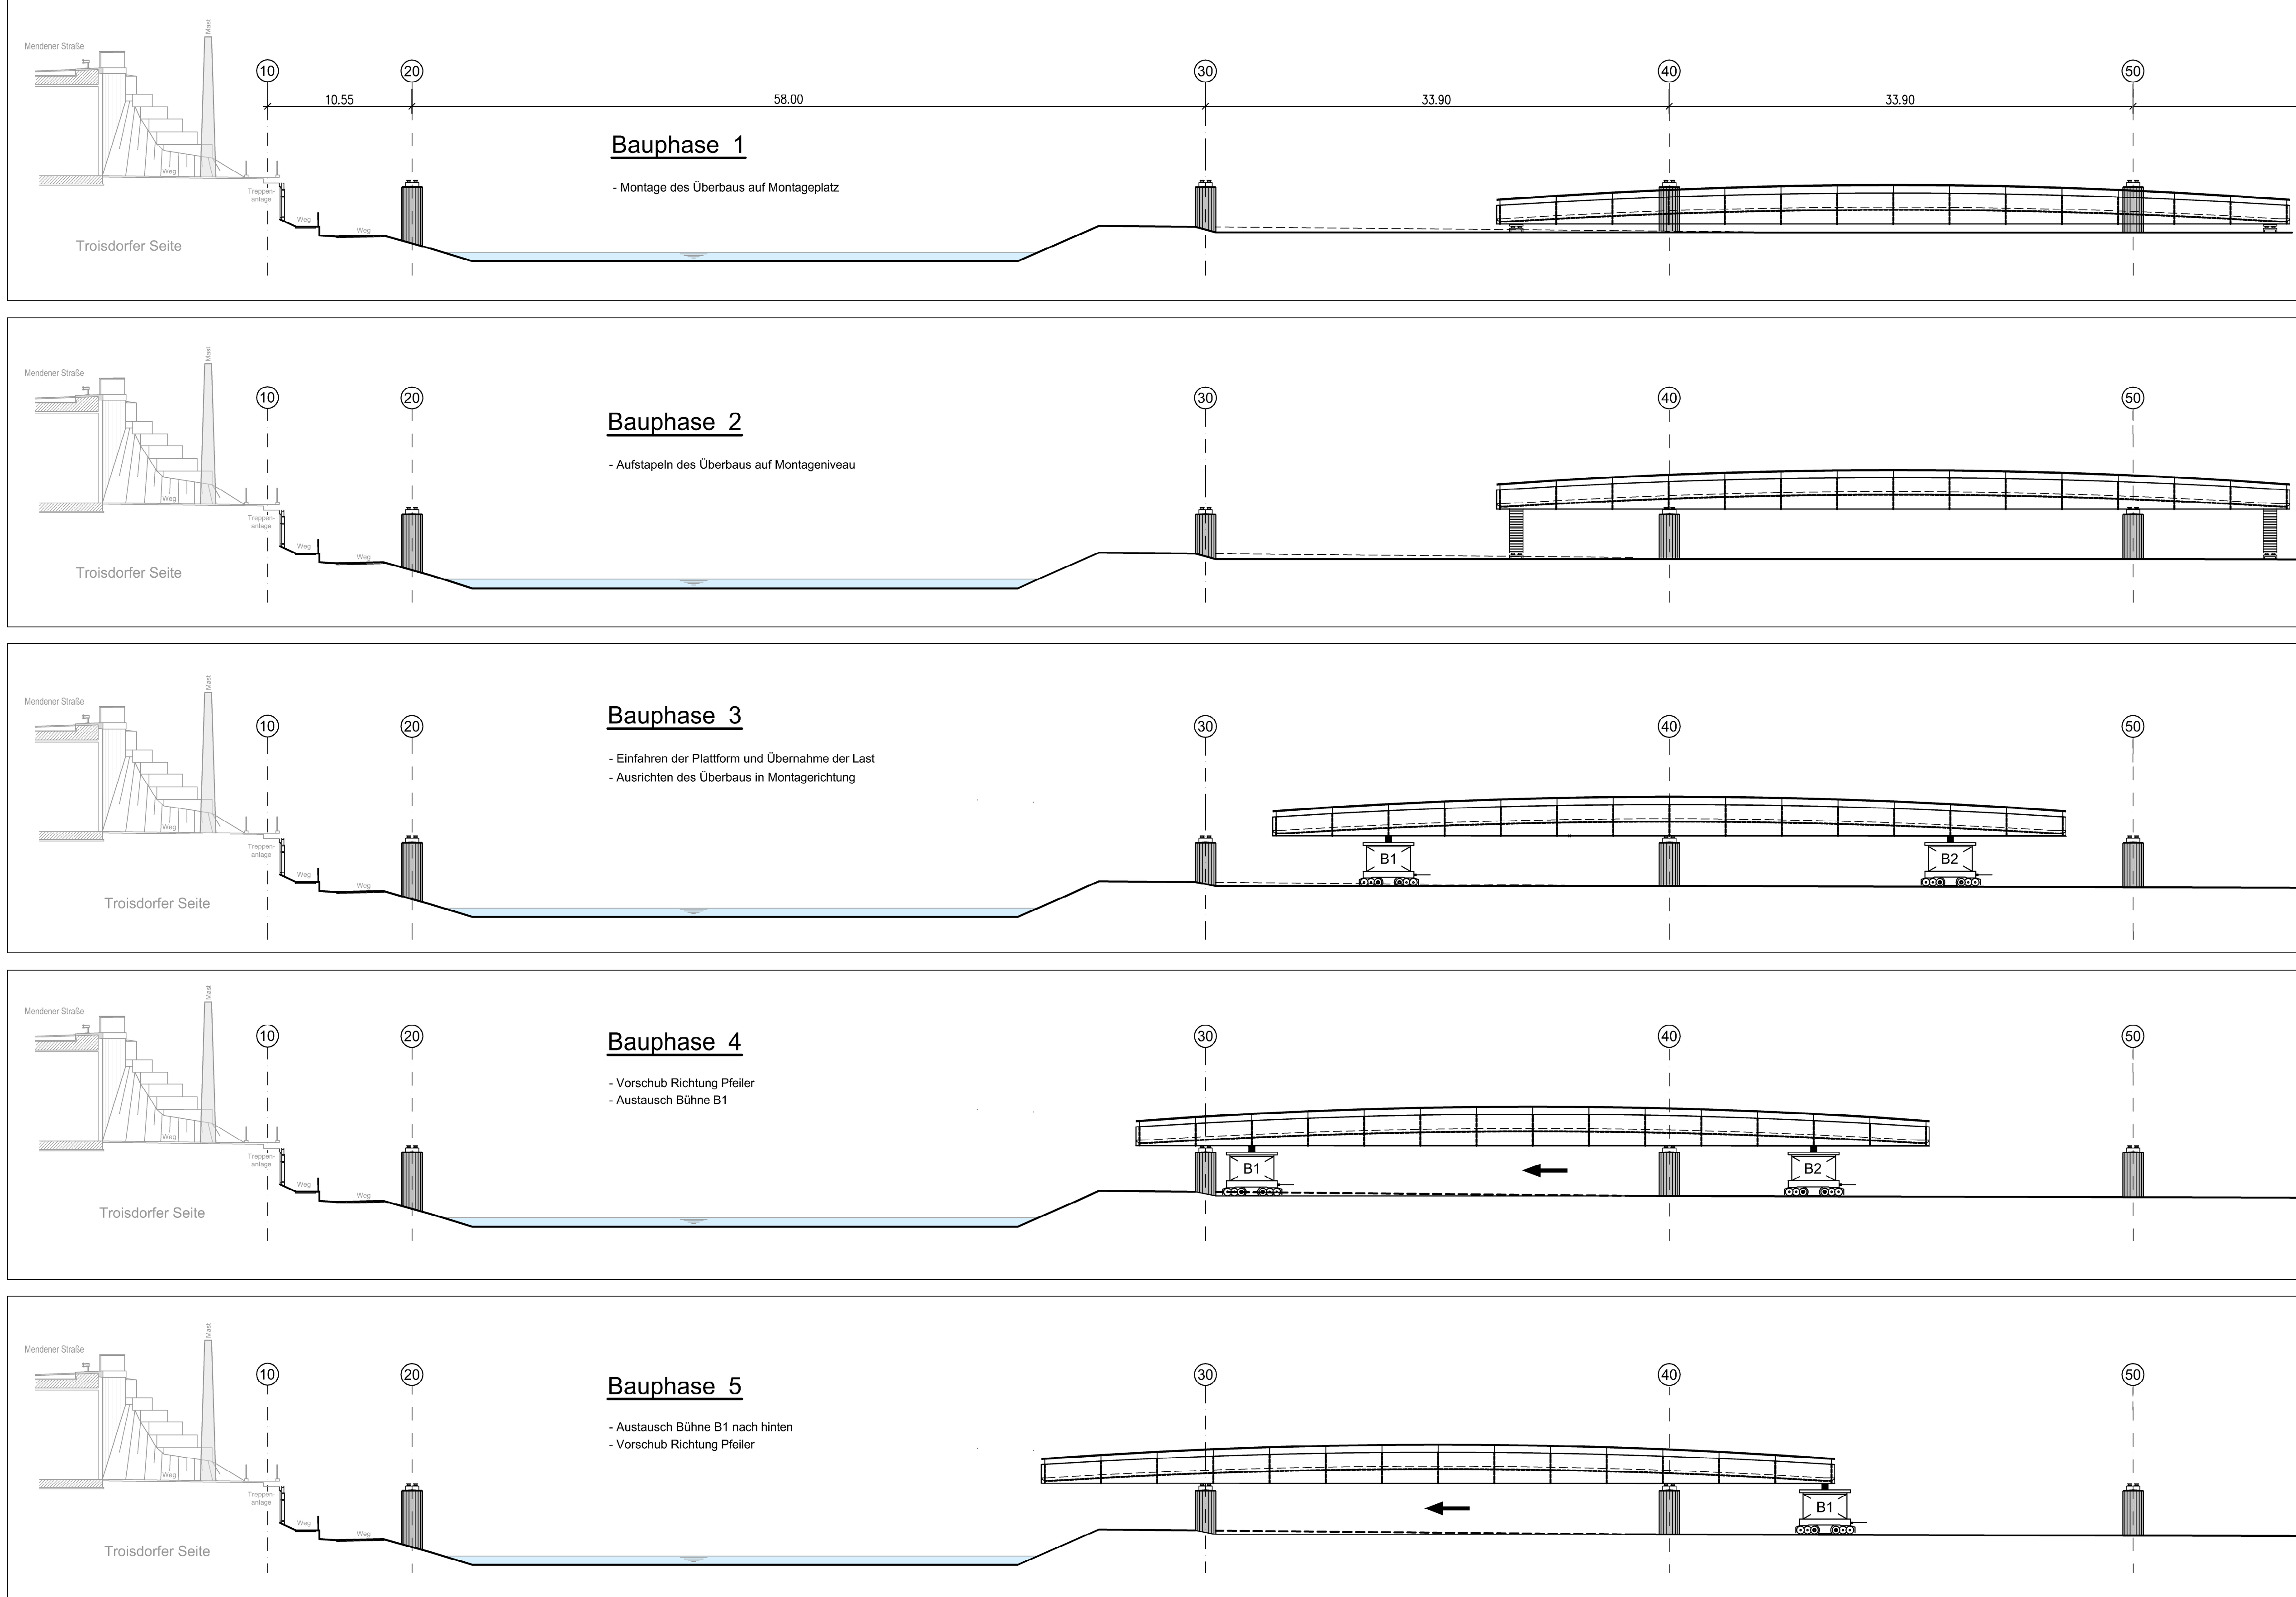 Mast
Mendener Straße
10
20
30
40
50
10.55
58.00
33.90
33.90
Bauphase 1
- Montage des Überbaus auf Montageplatz
Weg
Treppen-
anlage
Weg
Weg
Troisdorfer Seite
Mast
Mendener Straße
10
20
30
40
50
Bauphase 2
- Aufstapeln des Überbaus auf Montageniveau
Weg
Treppen-
anlage
Weg
Weg
Troisdorfer Seite
Mast
Mendener Straße
10
20
30
40
50
Bauphase 3
- Einfahren der Plattform und Übernahme der Last
- Ausrichten des Überbaus in Montagerichtung
Weg
Treppen-
anlage
B1
B2
Weg
Weg
Troisdorfer Seite
Mast
Mendener Straße
10
20
30
40
50
Bauphase 4
- Vorschub Richtung Pfeiler
- Austausch Bühne B1
Weg
Treppen-
anlage
B1
B2
Weg
Weg
Troisdorfer Seite
Mast
Mendener Straße
10
20
30
40
50
Bauphase 5
- Austausch Bühne B1 nach hinten
- Vorschub Richtung Pfeiler
Weg
Treppen-
anlage
B1
Weg
Weg
Troisdorfer Seite